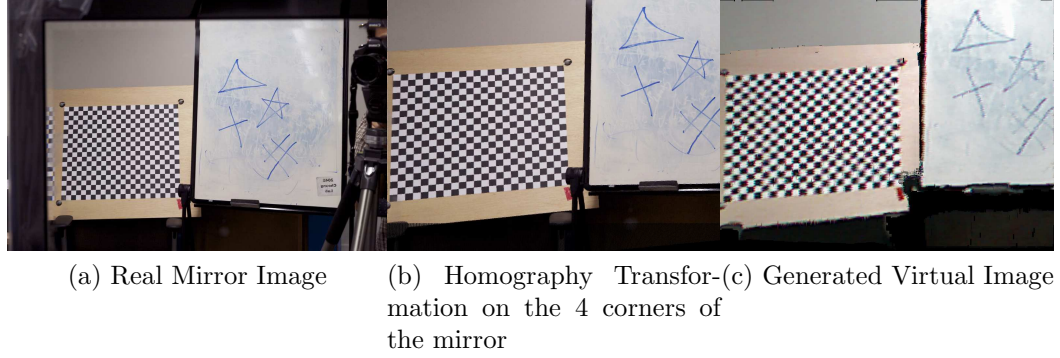 (a) Real Mirror Image
(b) Homography Transfor-
mation on the 4 corners of
the mirror
(c) Generated Virtual Image